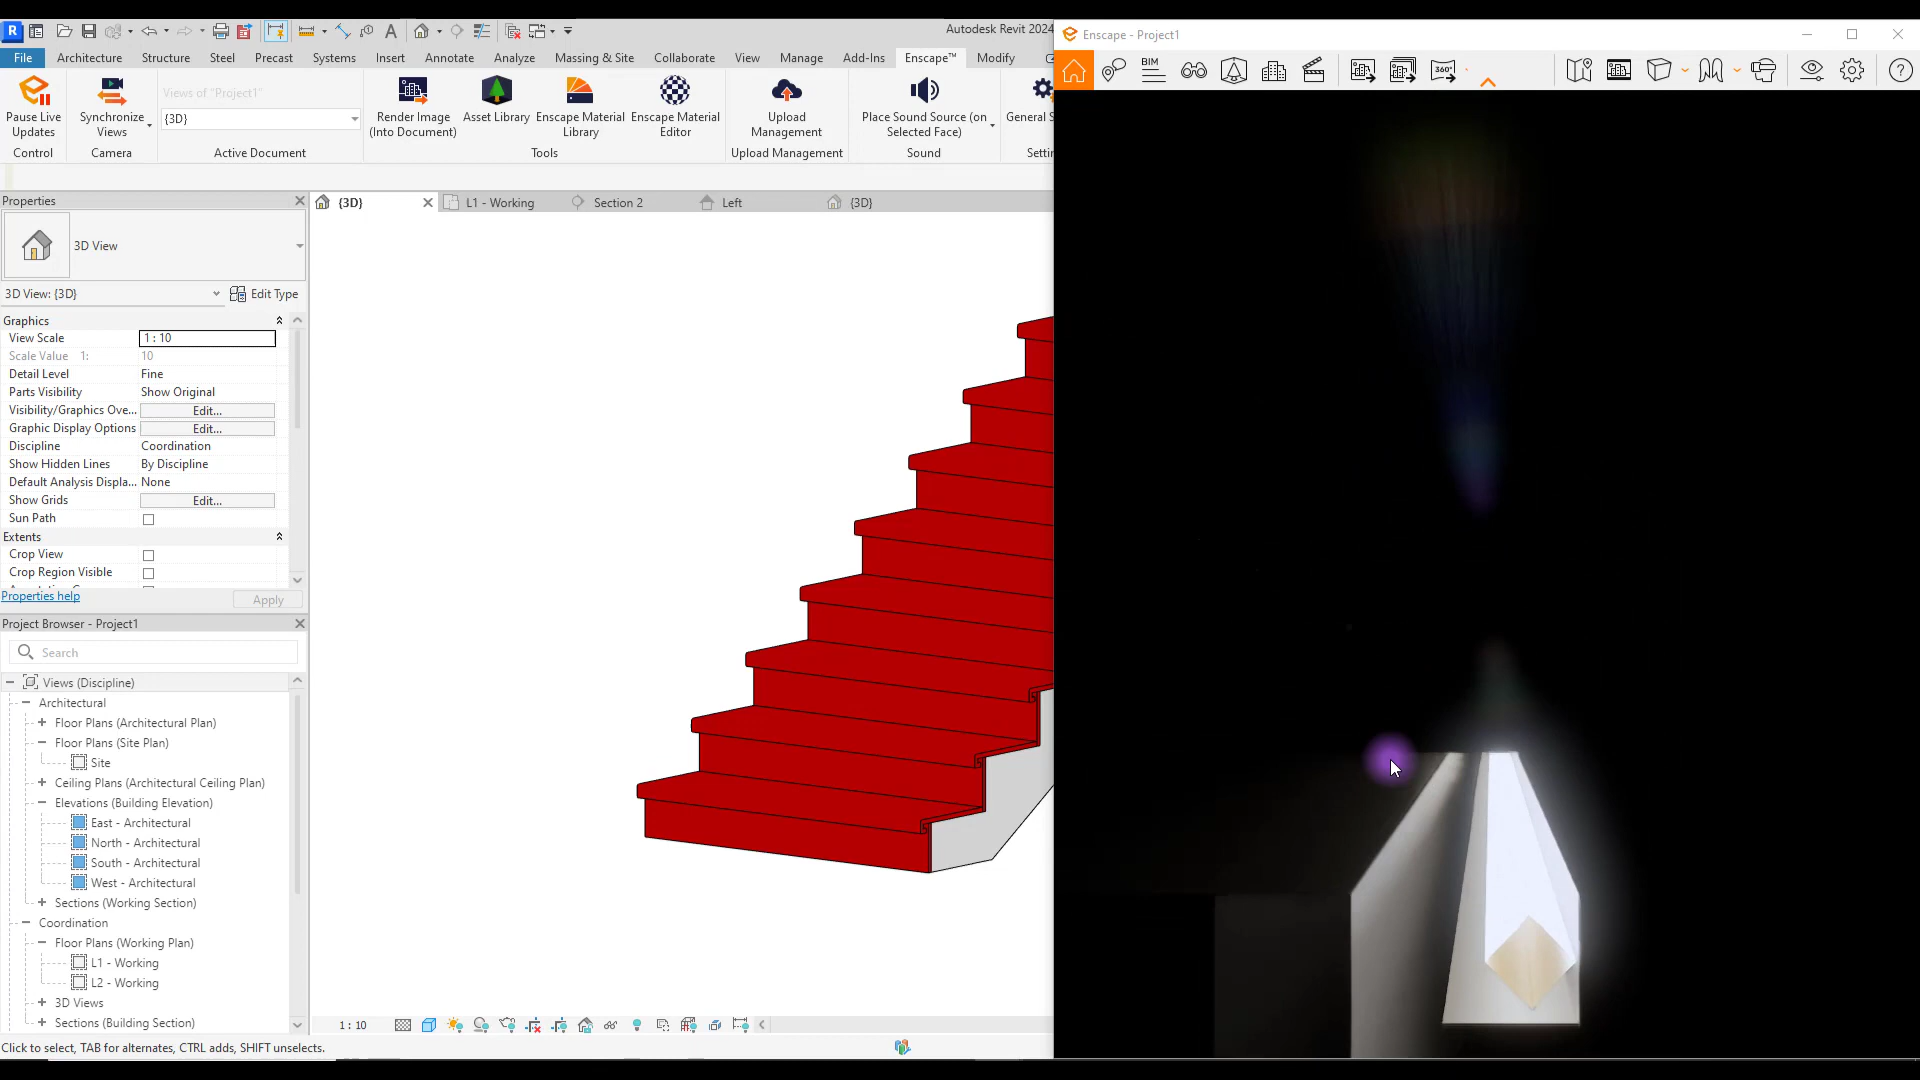 Autodesk Revit 2024
Enscape - Project1
File
Architecture
Structure
Steel
Precast
Systems
Insert
Annotate
Analyze
Massing & Site
Collaborate
View
Manage
Add-Ins
Enscape™
Modify
BIM
360°
Pause Live
Updates
Control
Synchronize
Views
Camera
Views of "Project1"
{3D}
Active Document
Render Image
(Into Document)
Asset Library
Enscape Material
Library
Enscape Material
Editor
Tools
Upload
Management
Upload Management
Place Sound Source (on
Selected Face)
Sound
General S
Settin
Properties
{3D}
L1 - Working
Section 2
Left
{3D}
3D View
3D View: {3D}
Edit Type
Graphics
View Scale 1 : 10
Scale Value 1: 10
Detail Level Fine
Parts Visibility Show Original
Visibility/Graphics Ove... Edit...
Graphic Display Options Edit...
Discipline Coordination
Show Hidden Lines By Discipline
Default Analysis Displa... None
Show Grids Edit...
Sun Path
Extents
Crop View
Crop Region Visible
Properties help
Apply
Project Browser - Project1
Search
Views (Discipline)
Architectural
Floor Plans (Architectural Plan)
Floor Plans (Site Plan)
Site
Ceiling Plans (Architectural Ceiling Plan)
Elevations (Building Elevation)
East - Architectural
North - Architectural
South - Architectural
West - Architectural
Sections (Working Section)
Coordination
Floor Plans (Working Plan)
L1 - Working
L2 - Working
3D Views
Sections (Building Section)
1 : 10
Click to select, TAB for alternates, CTRL adds, SHIFT unselects.